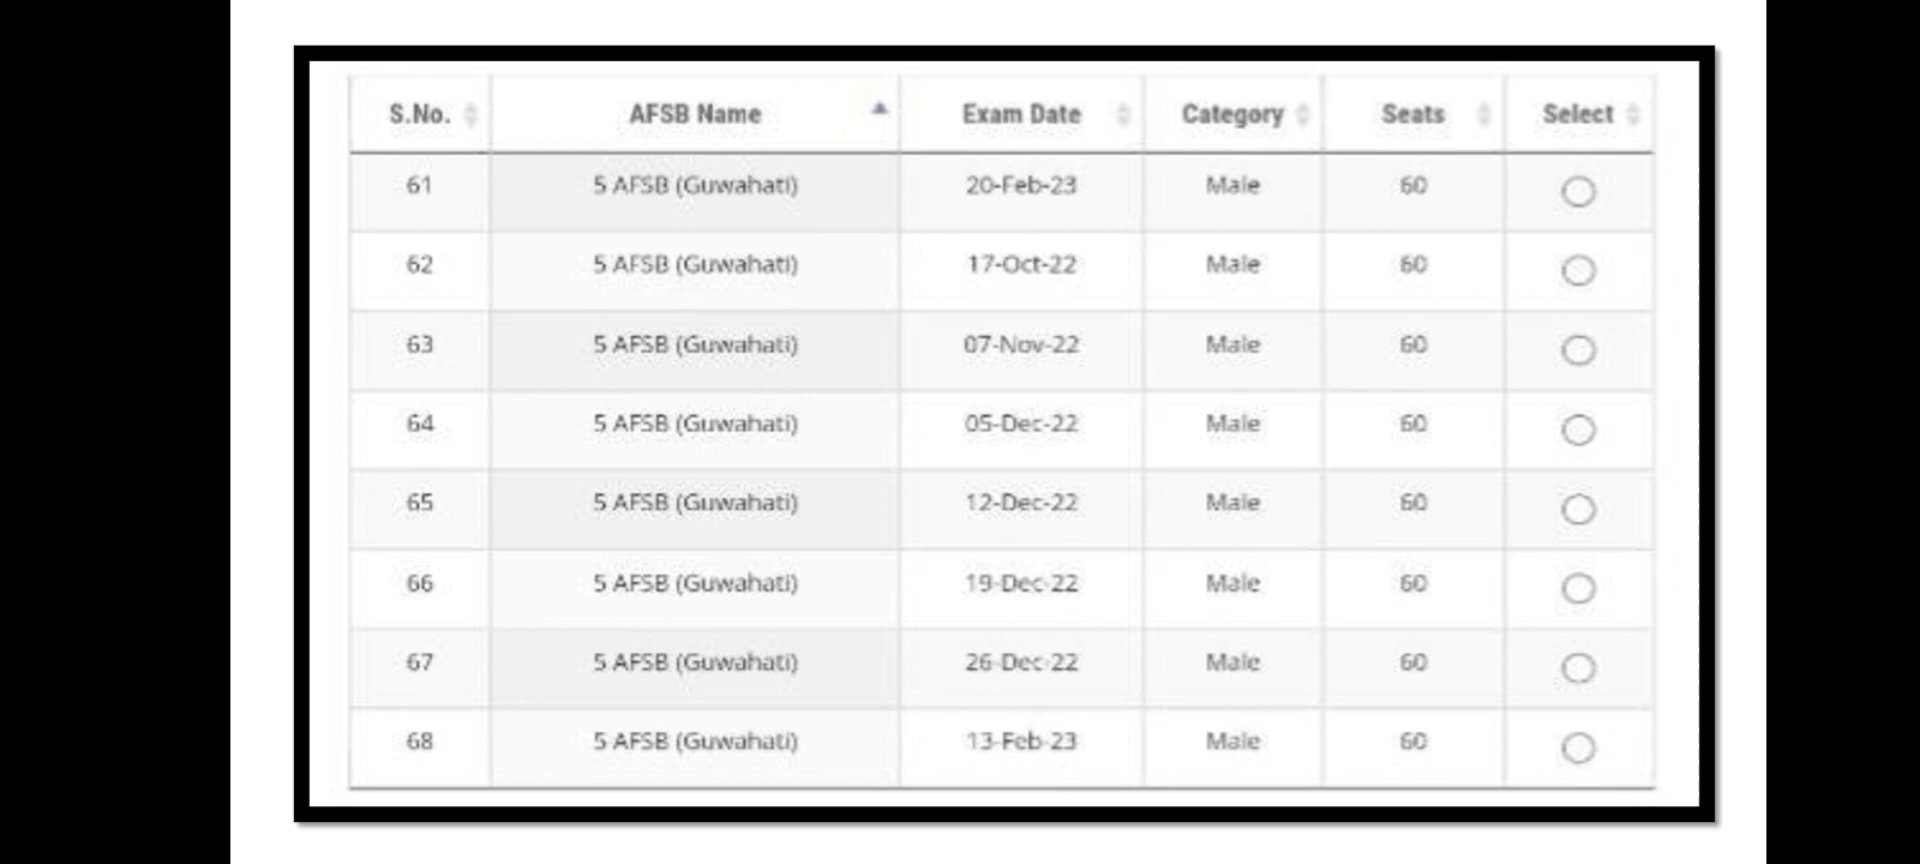 S.No. AFSB Name Exam Date Category Seats Select
61 5 AFSB (Guwahati) 20-Feb-23 Male 60
62 5 AFSB (Guwahati) 17-Oct-22 Male 60
63 5 AFSB (Guwahati) 07-Nov-22 Male 60
64 5 AFSB (Guwahati) 05-Dec-22 Male 60
65 5 AFSB (Guwahati) 12-Dec-22 Male 60
66 5 AFSB (Guwahati) 19-Dec-22 Male 60
67 5 AFSB (Guwahati) 26-Dec-22 Male 60
68 5 AFSB (Guwahati) 13-Feb-23 Male 60